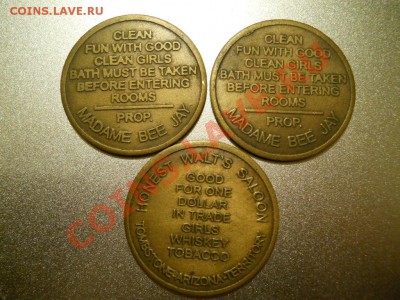 COINS.LAVE.RU
CLEAN
FUN WITH GOOD
CLEAN GIRLS
BATH MUST BE TAKEN
BEFORE ENTERING
ROOMS
PROP.
MADAME BEE JAY
CLEAN
FUN WITH GOOD
CLEAN GIRLS
BATH MUST BE TAKEN
BEFORE ENTERING
ROOMS
PROP.
MADAME BEE JAY
HONEST WALT'S SALOON
GOOD
FOR ONE
DOLLAR
IN TRADE
GIRLS
WHISKEY
TOBACCO
TOMBSTONE-ARIZONA-TERRITORY
COINS.LAVE.RU